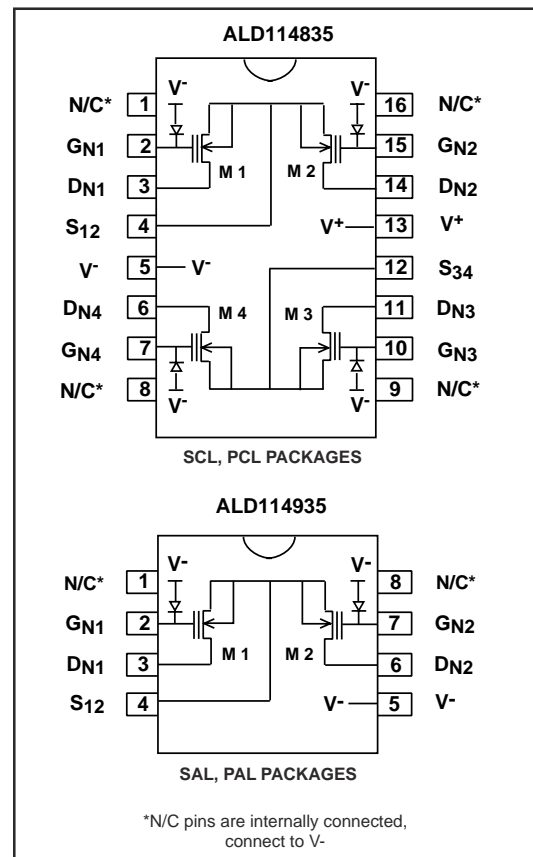 ALD114835
N/C* 1 V- V- 16 N/C*
GN1 2 15 GN2
M 1 M 2
DN1 3 14 DN2
S12 4 V+ 13 V+
V- 5 V- 12 S34
DN4 6 M 4 M 3 11 DN3
GN4 7 10 GN3
N/C* 8 V- V- 9 N/C*
SCL, PCL PACKAGES
ALD114935
N/C* 1 V- V- 8 N/C*
GN1 2 7 GN2
DN1 3 M 1 M 2 6 DN2
S12 4 V- 5 V-
SAL, PAL PACKAGES
*N/C pins are internally connected,
connect to V-